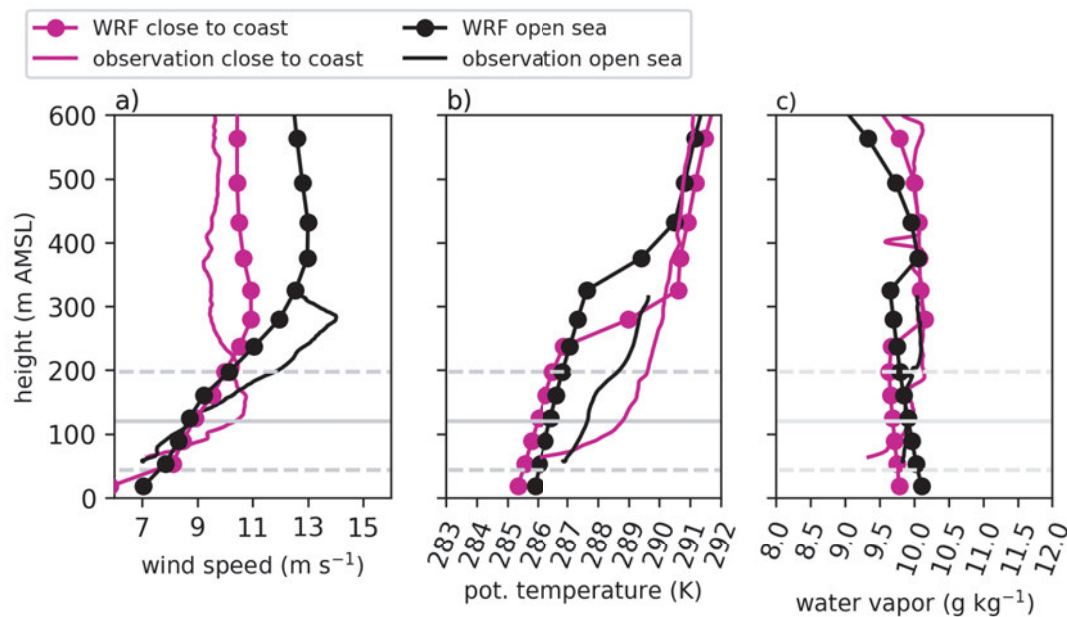 WRF close to coast
WRF open sea
observation close to coast
observation open sea
a)
b)
c)
600
500
400
300
200
100
0
height (m AMSL)
7 9 11 13 15
wind speed (m s⁻¹)
283 284 285 286 287 288 289 290 291 292
pot. temperature (K)
8.0 8.5 9.0 9.5 10.0 10.5 11.0 11.5 12.0
water vapor (g kg⁻¹)